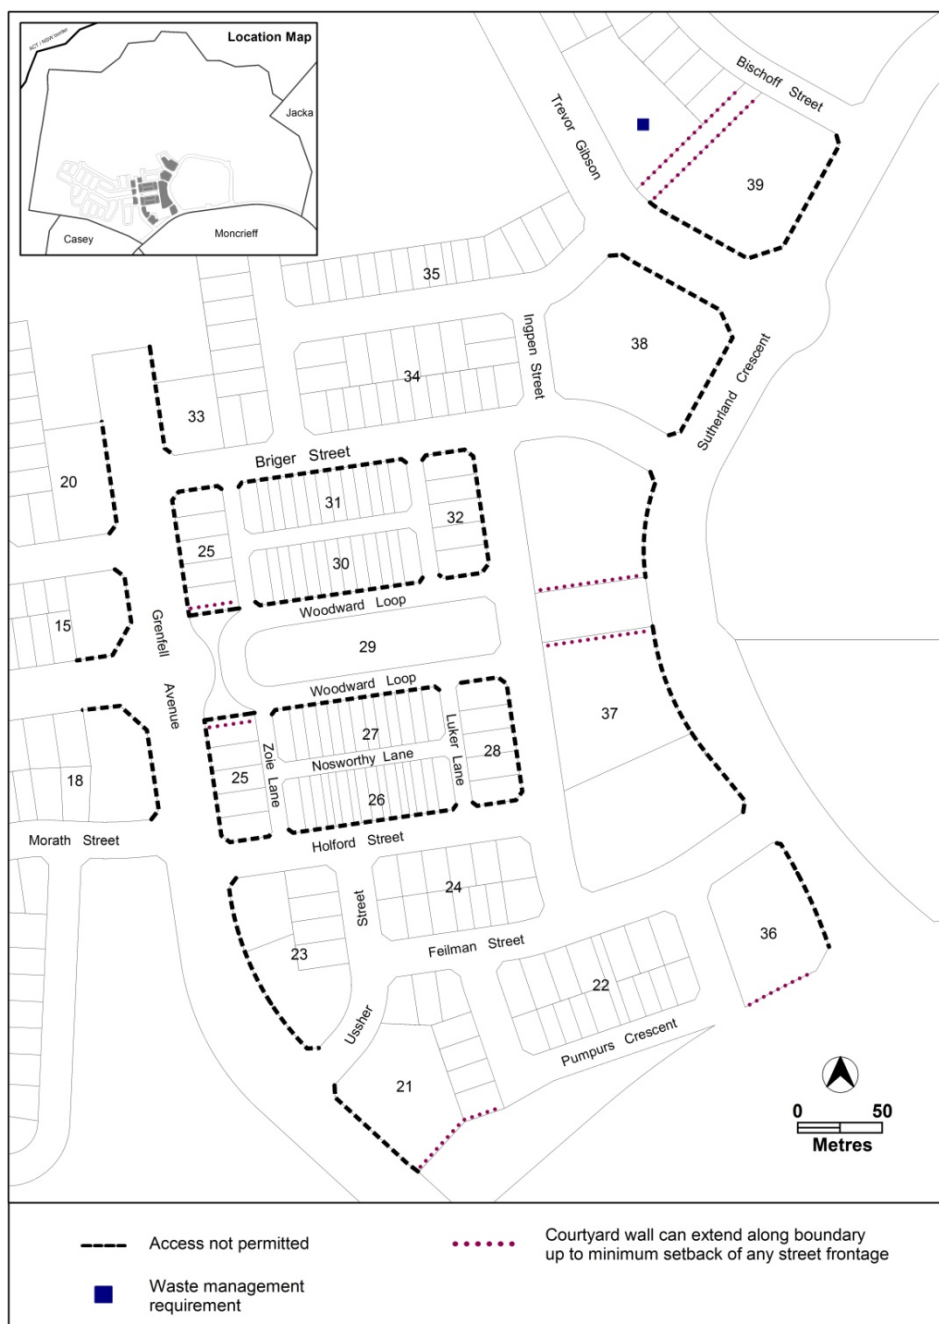 Location Map
ACT / NSW border
Jacka
Casey
Moncrieff
Bischoff Street
Trevor Gibson
39
35
Ingpen Street
38
34
Sutherland Crescent
33
Briger Street
20
31
32
25
30
Woodward Loop
15
Grenfell Avenue
29
Woodward Loop
37
27
Luker Lane
28
Zoie Lane
Nosworthy Lane
18
25
26
Morath Street
Holford Street
24
Ussher Street
36
Feilman Street
23
22
Pumpurs Crescent
21
0 50
Metres
Access not permitted
Courtyard wall can extend along boundary
up to minimum setback of any street frontage
Waste management
requirement